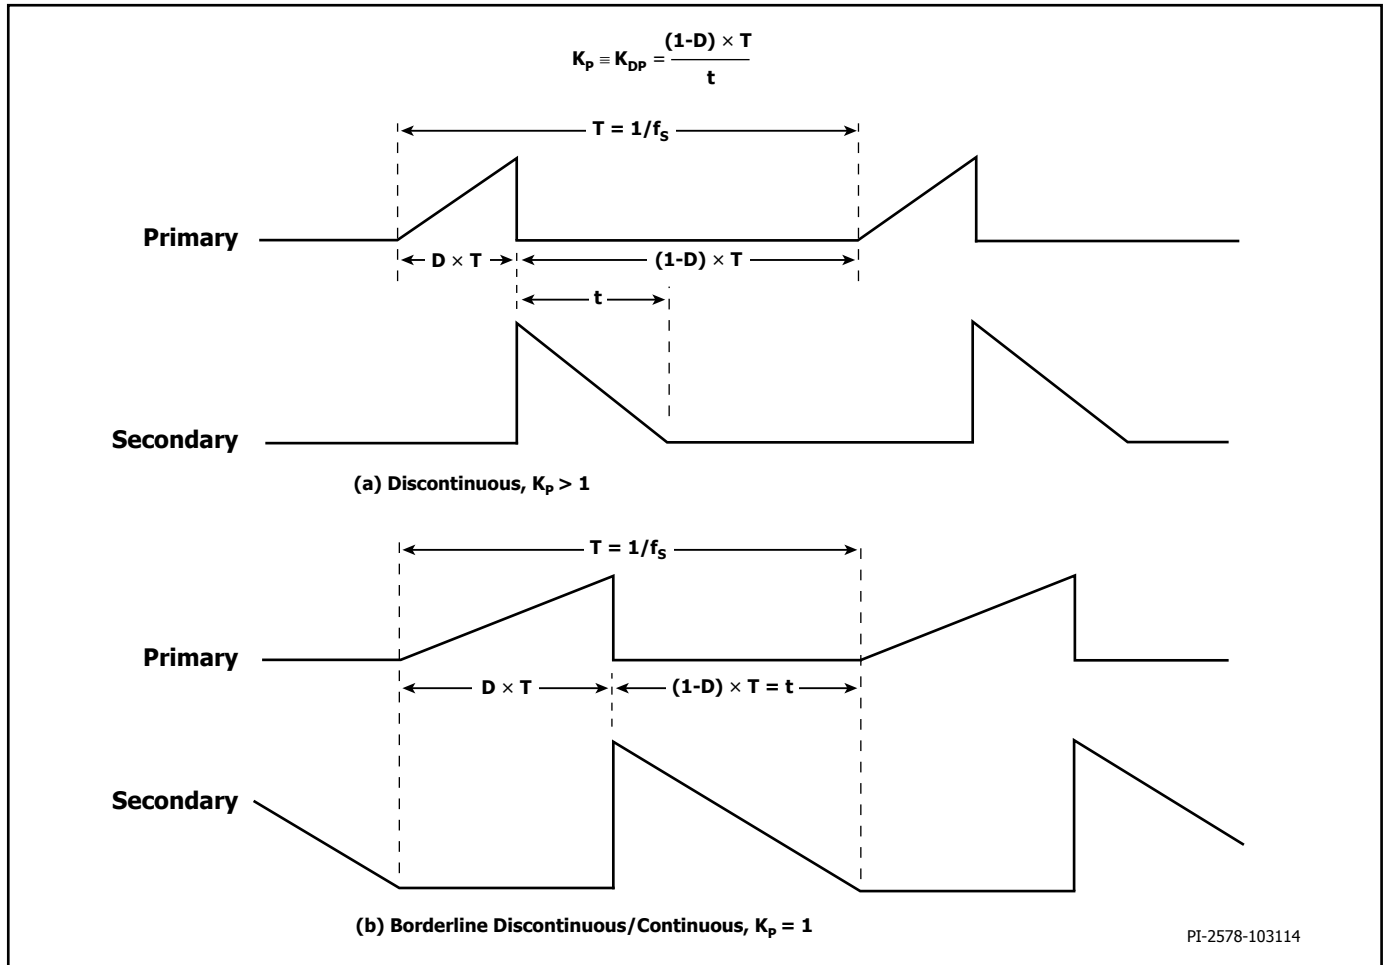 (1-D) × T
K_P ≡ K_DP = 
t
T = 1/f_S
Primary
D × T
(1-D) × T
t
Secondary
(a) Discontinuous, K_P > 1
T = 1/f_S
Primary
D × T
(1-D) × T = t
Secondary
(b) Borderline Discontinuous/Continuous, K_P = 1
PI-2578-103114